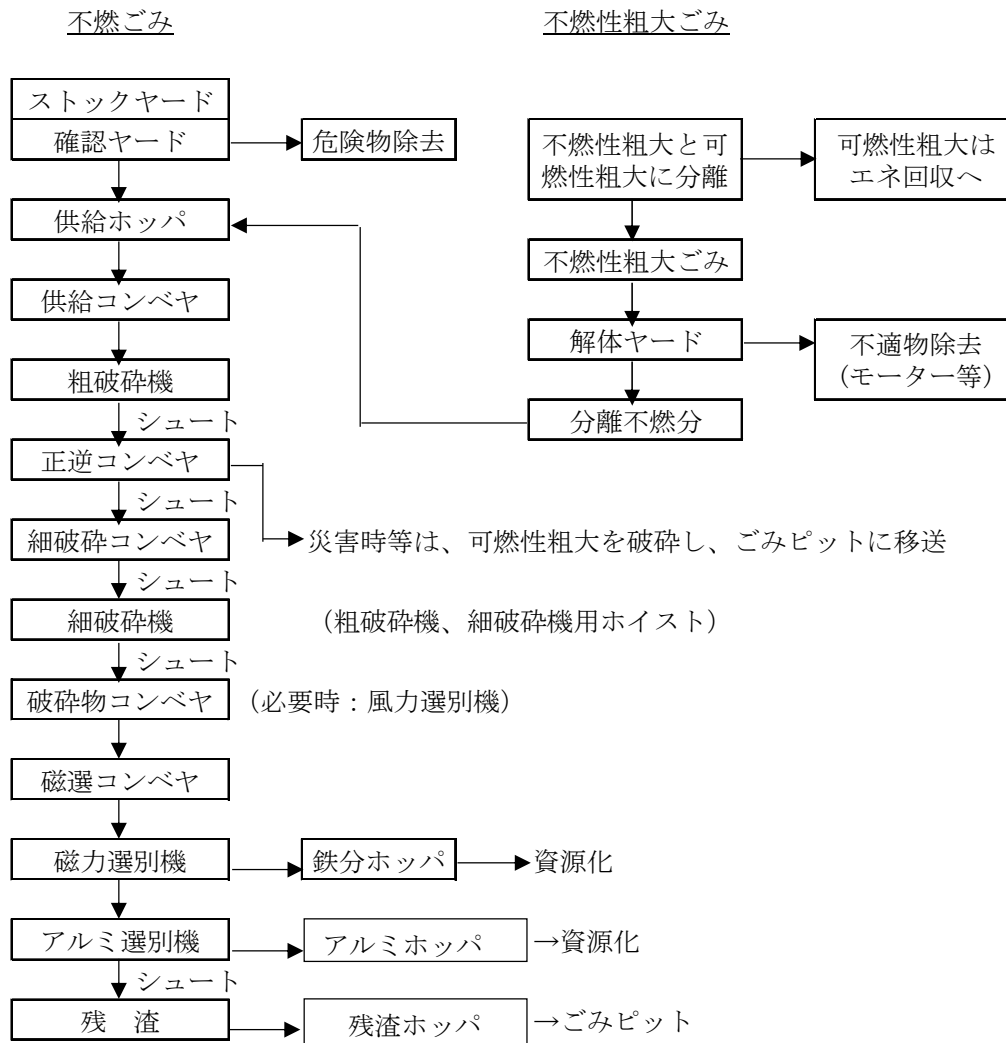 不燃ごみ
不燃性粗大ごみ
ストックヤード
確認ヤード
危険物除去
供給ホッパ
供給コンベヤ
粗破砕機
シュート
正逆コンベヤ
シュート
細破砕コンベヤ
シュート
細破砕機
シュート
破砕物コンベヤ
(必要時:風力選別機)
磁選コンベヤ
磁力選別機
鉄分ホッパ
資源化
アルミ選別機
アルミホッパ
→資源化
シュート
残 渣
残渣ホッパ
→ごみピット
不燃性粗大と可
燃性粗大に分離
可燃性粗大は
エネ回収へ
不燃性粗大ごみ
解体ヤード
不適物除去
(モーター等)
分離不燃分
災害時等は、可燃性粗大を破砕し、ごみピットに移送
(粗破砕機、細破砕機用ホイスト)